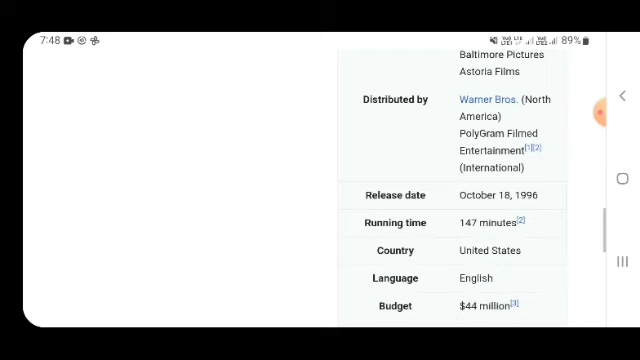 7:48
89%
Baltimore Pictures
Astoria Films
Distributed by Warner Bros. (North
America)
PolyGram Filmed
Entertainment[1][2]
(International)
Release date October 18, 1996
Running time 147 minutes[2]
Country United States
Language English
Budget $44 million[3]